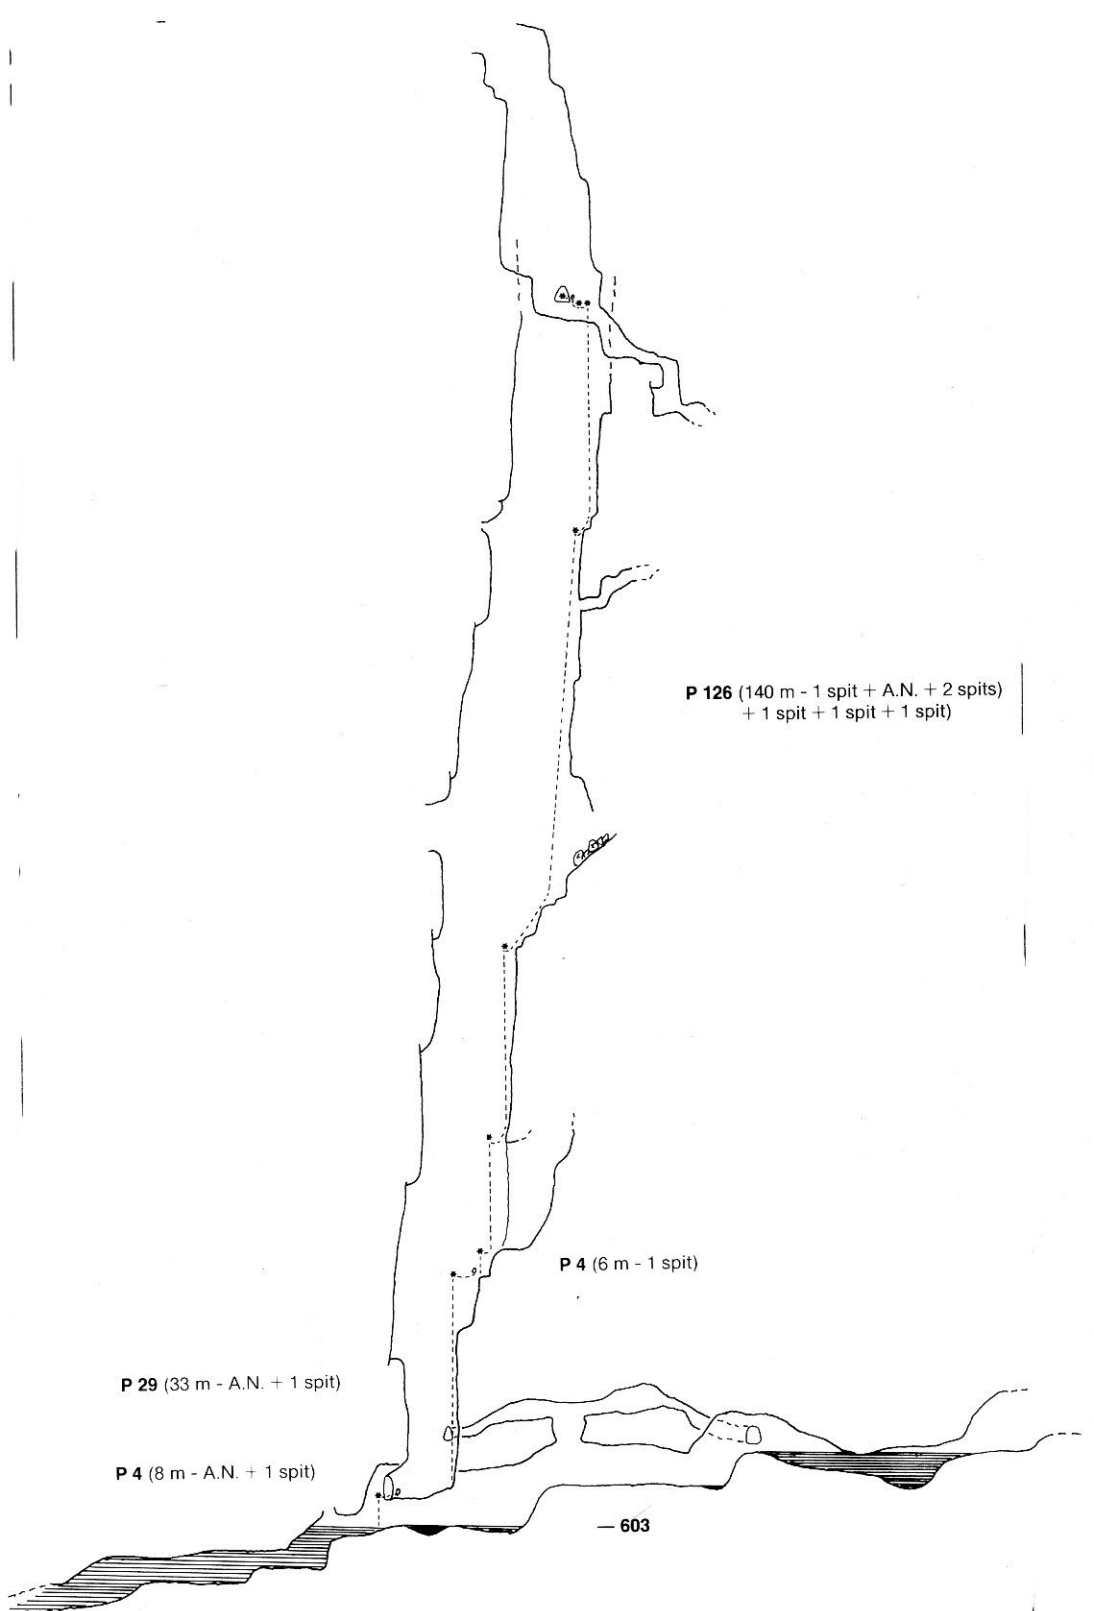 P 126 (140 m - 1 spit + A.N. + 2 spits)
+ 1 spit + 1 spit + 1 spit)
P 4 (6 m - 1 spit)
P 29 (33 m - A.N. + 1 spit)
P 4 (8 m - A.N. + 1 spit)
— 603